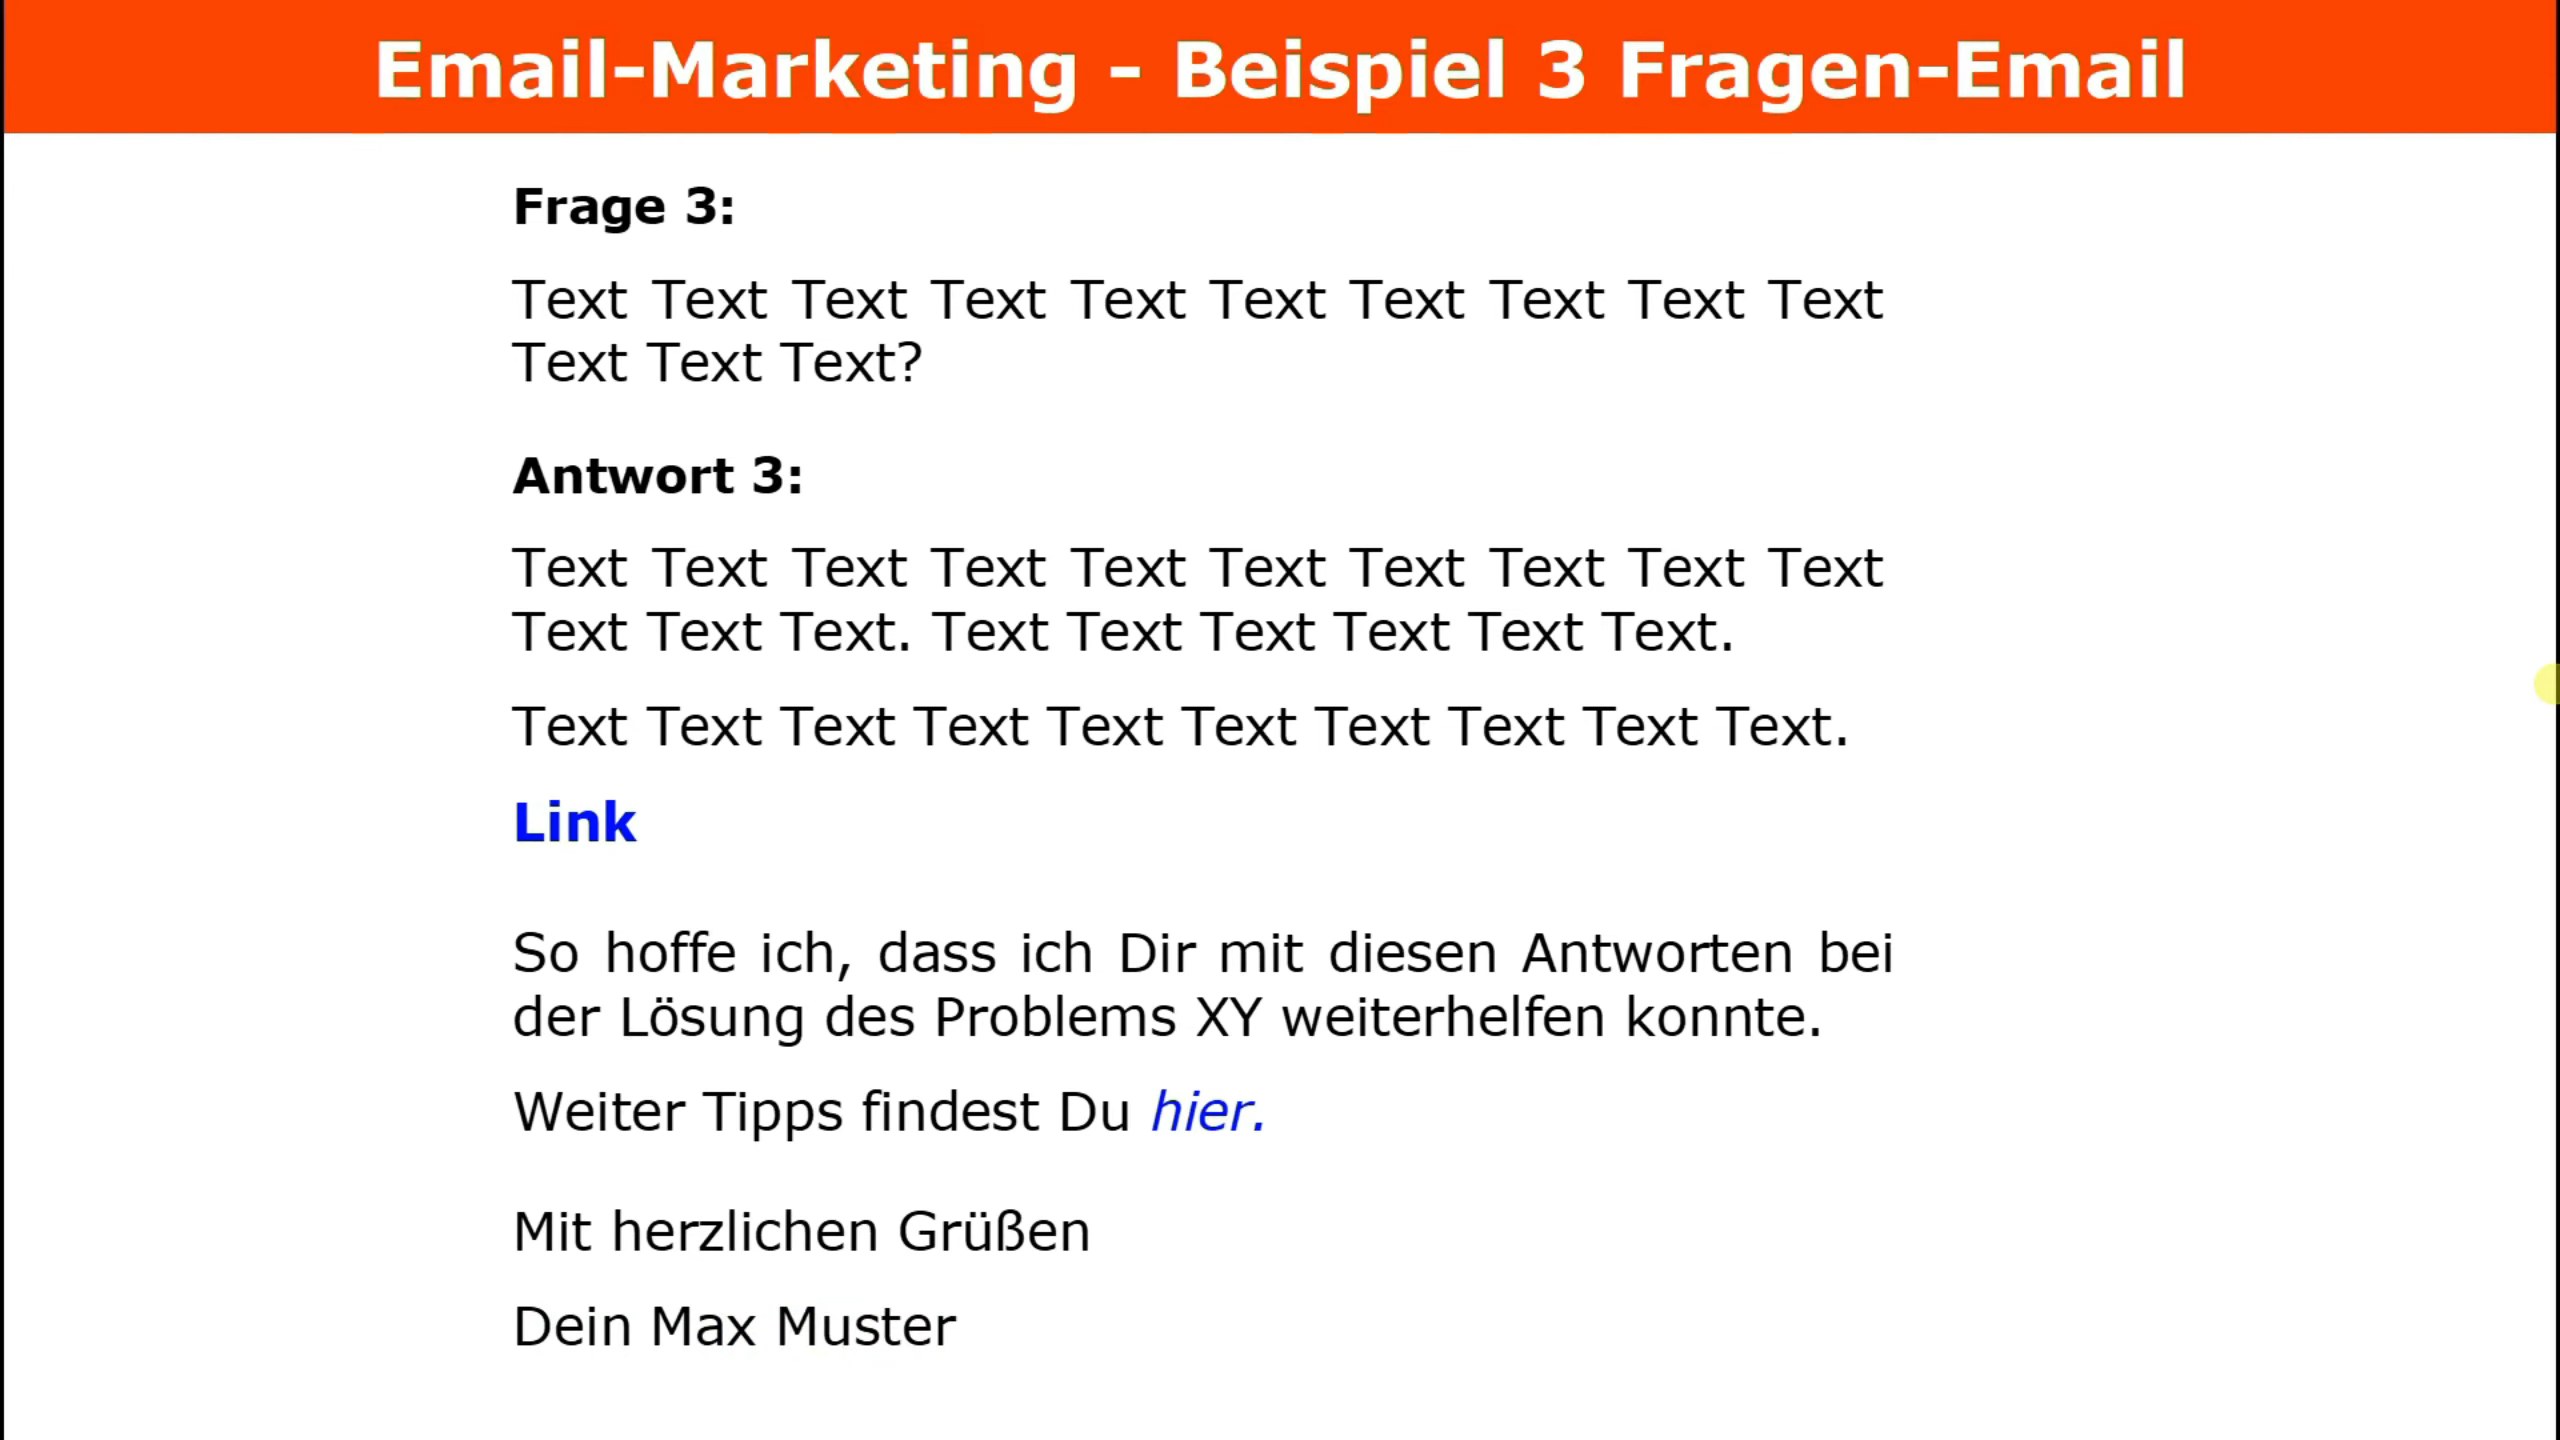 Email-Marketing - Beispiel 3 Fragen-Email
Frage 3:
Text Text Text Text Text Text Text Text Text Text
Text Text Text?
Antwort 3:
Text Text Text Text Text Text Text Text Text Text
Text Text Text. Text Text Text Text Text Text.
Text Text Text Text Text Text Text Text Text Text.
Link
So hoffe ich, dass ich Dir mit diesen Antworten bei
der Lösung des Problems XY weiterhelfen konnte.
Weiter Tipps findest Du hier.
Mit herzlichen Grüßen
Dein Max Muster